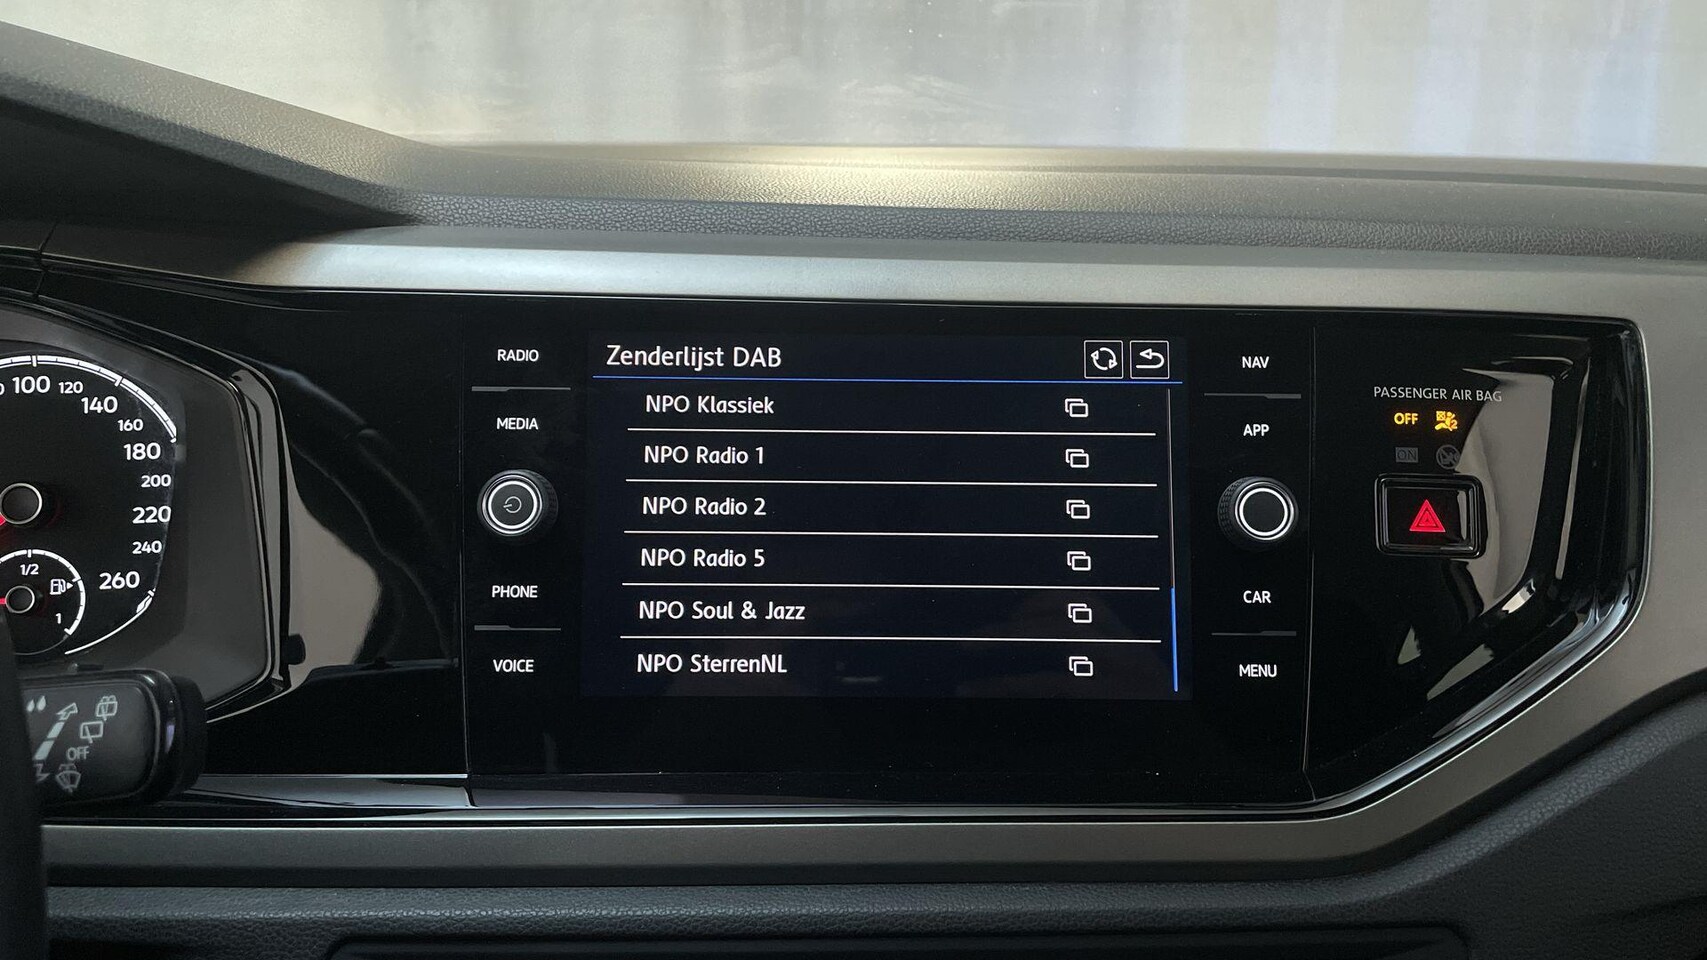 RADIO
MEDIA
PHONE
VOICE
Zenderlijst DAB
NPO Klassiek
NPO Radio 1
NPO Radio 2
NPO Radio 5
NPO Soul & Jazz
NPO SterrenNL
NAV
APP
CAR
MENU
PASSENGER AIR BAG
OFF
2
ON
100
120
140
160
180
200
220
240
260
1/2
1
OFF